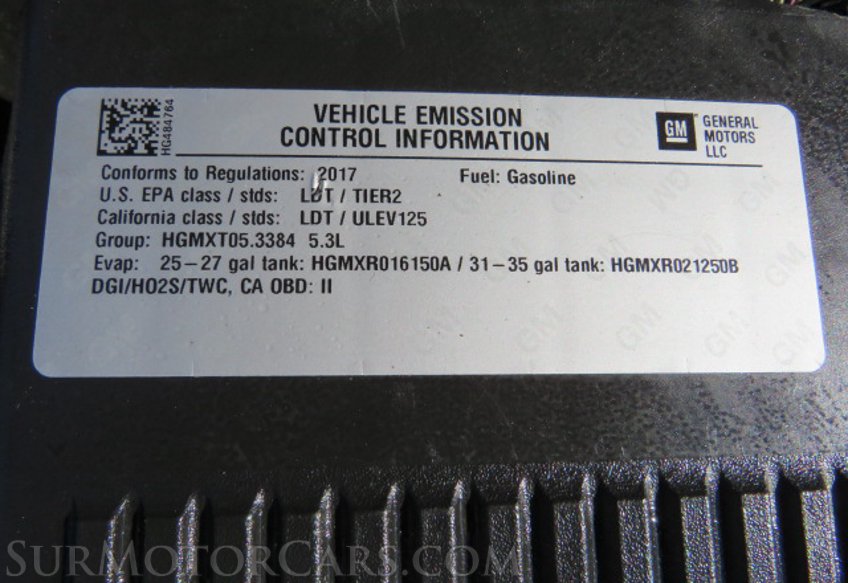 HG484764
VEHICLE EMISSION
CONTROL INFORMATION
GM
GENERAL
MOTORS
LLC
Conforms to Regulations: 2017 Fuel: Gasoline
U.S. EPA class / stds: LDT / TIER2
California class / stds: LDT / ULEV125
Group: HGMXT05.3384 5.3L
Evap: 25-27 gal tank: HGMXR016150A / 31-35 gal tank: HGMXR021250B
DGI/HO2S/TWC, CA OBD: II
SURMOTORCARS.COM